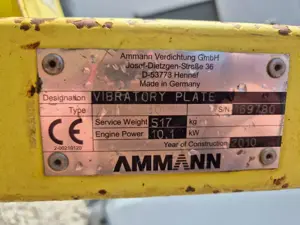 Ammann Verdichtung GmbH
Josef-Dietzgen-Straße 36
D-53773 Hennef
Made in Germany
Designation VIBRATORY PLATE
Type S/N
Service Weight 517 kg
Engine Power 10.1 kW
CE
Year of Construction 2010
AMMANN